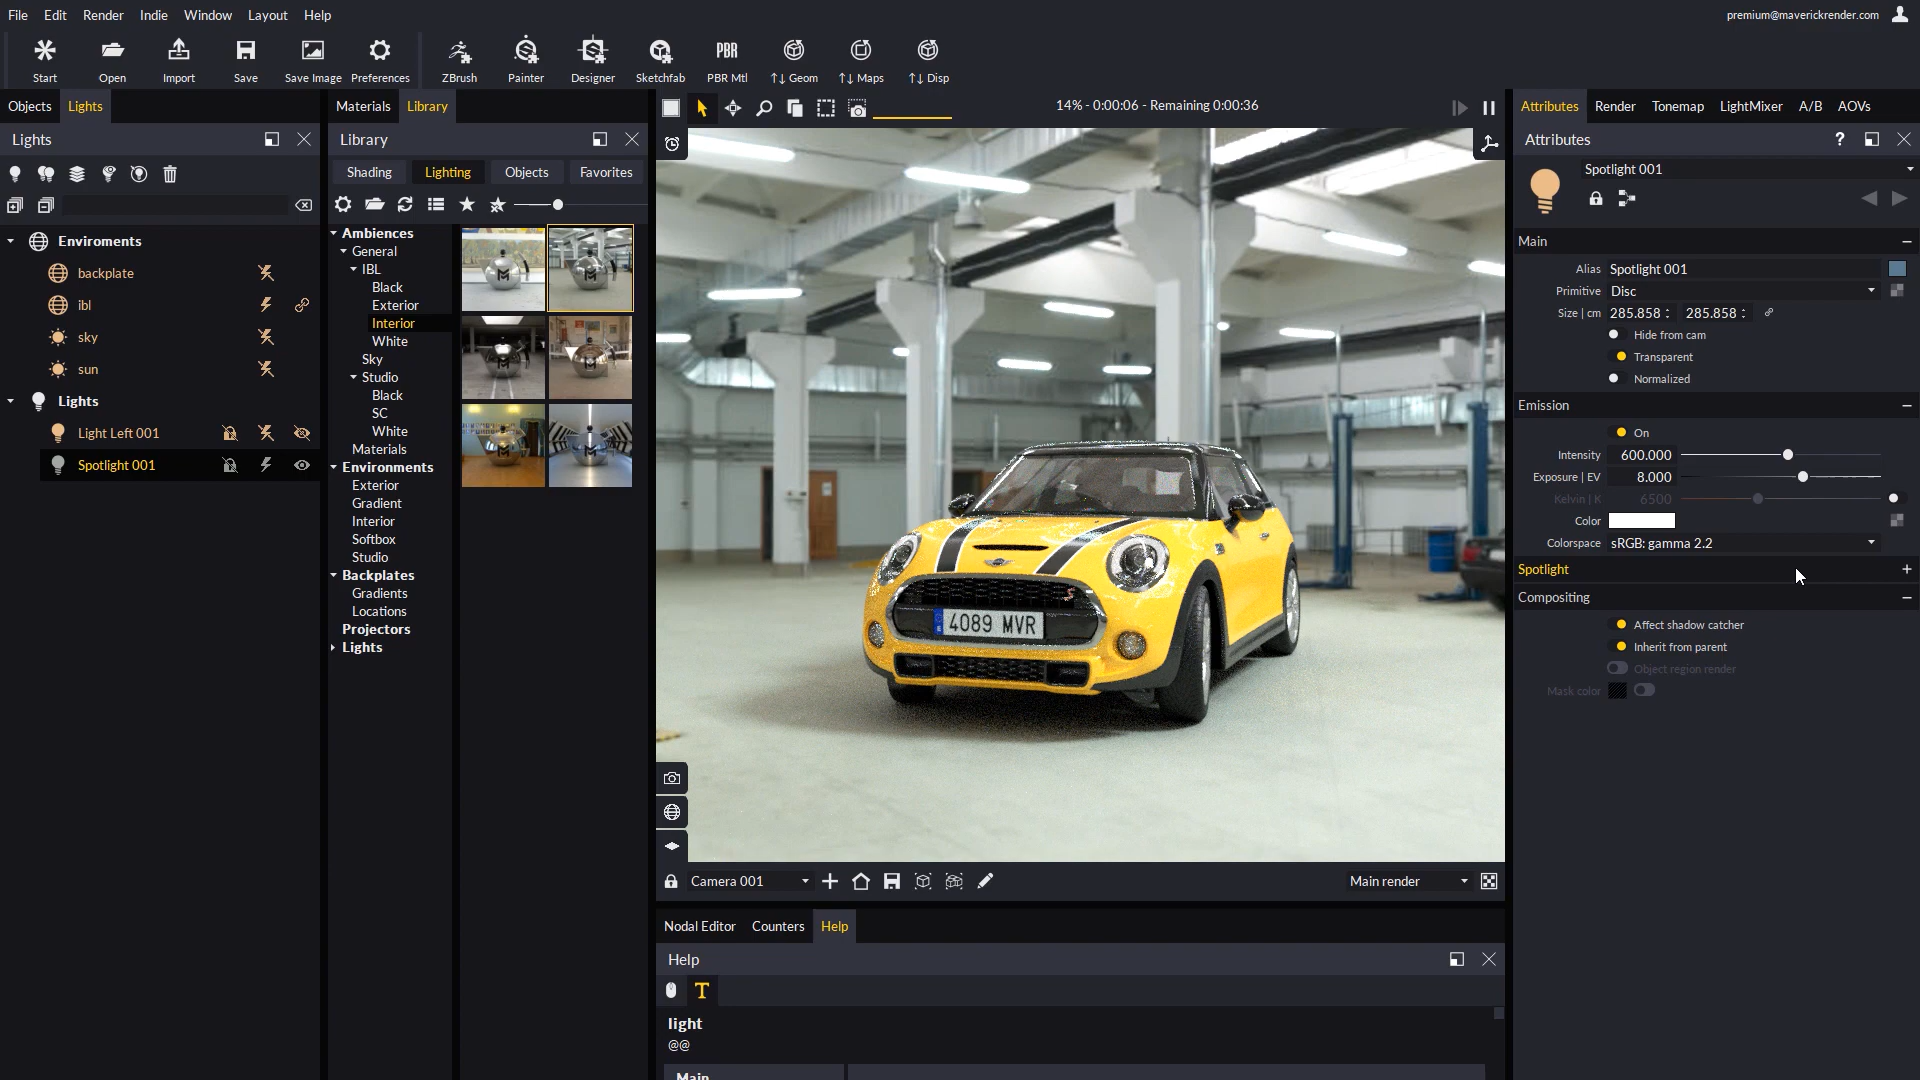 File Edit Render Indie Window Layout Help
premium@maverickrender.com
Start Open Import Save Save Image Preferences ZBrush Painter Designer Sketchfab PBR Mtl ↑↓ Geom ↑↓ Maps ↑↓ Disp
PBR
Objects Lights
Lights
Enviroments
backplate
ibl
sky
sun
Lights
Light Left 001
Spotlight 001
Materials Library
Library
Shading Lighting Objects Favorites
Ambiences
General
IBL
Black
Exterior
Interior
White
Sky
Studio
Black
SC
White
Materials
Environments
Exterior
Gradient
Interior
Softbox
Studio
Backplates
Gradients
Locations
Projectors
Lights
14% - 0:00:06 - Remaining 0:00:36
4089 MVR
Camera 001
Main render
Nodal Editor Counters Help
Help
T
light
@@
Main
Attributes Render Tonemap LightMixer A/B AOVs
Attributes
?
Spotlight 001
Main
Alias Spotlight 001
Primitive Disc
Size | cm 285.858 285.858
Hide from cam
Transparent
Normalized
Emission
On
Intensity 600.000
Exposure | EV 8.000
Kelvin | K 6500
Color
Colorspace sRGB: gamma 2.2
Spotlight
Compositing
Affect shadow catcher
Inherit from parent
Object region render
Mask color